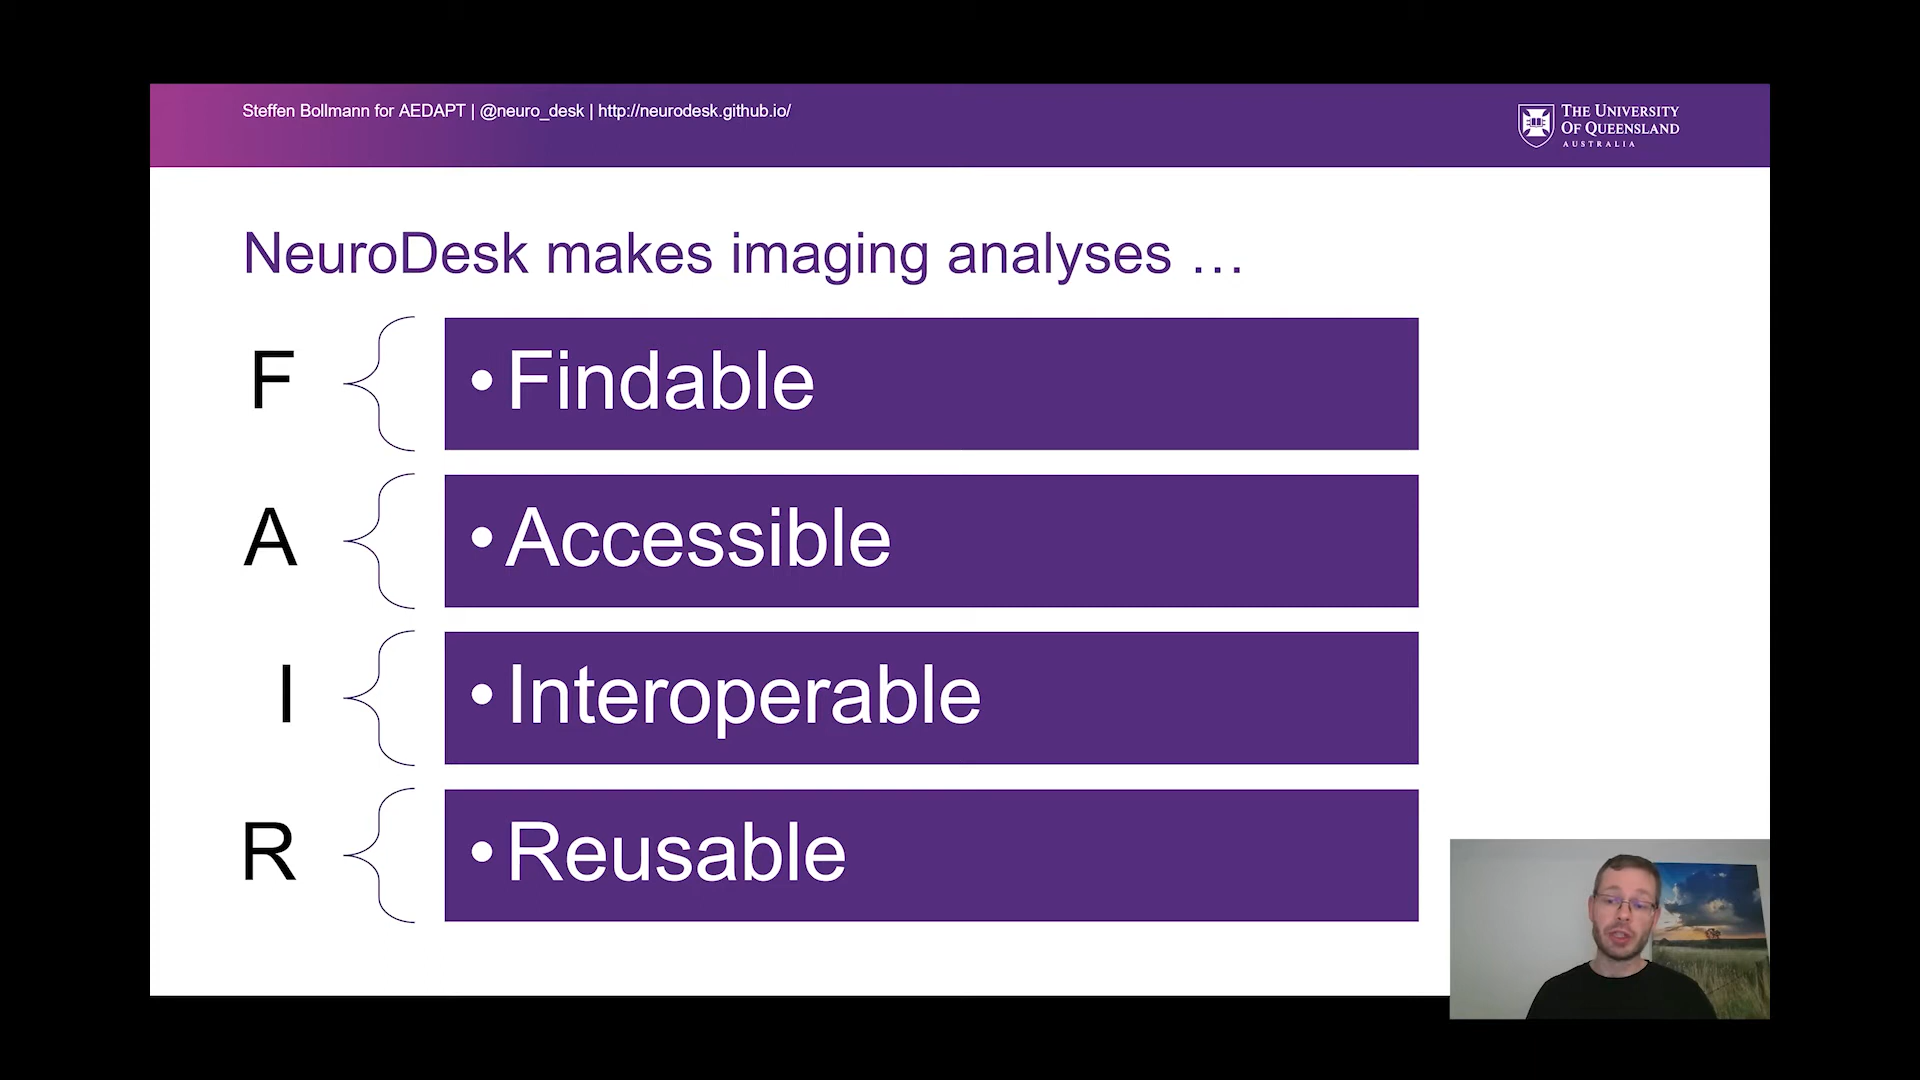 Steffen Bollmann for AEDAPT | @neuro_desk | http://neurodesk.github.io/
THE UNIVERSITY
OF QUEENSLAND
AUSTRALIA
NeuroDesk makes imaging analyses …
F
• Findable
A
• Accessible
I
• Interoperable
R
• Reusable